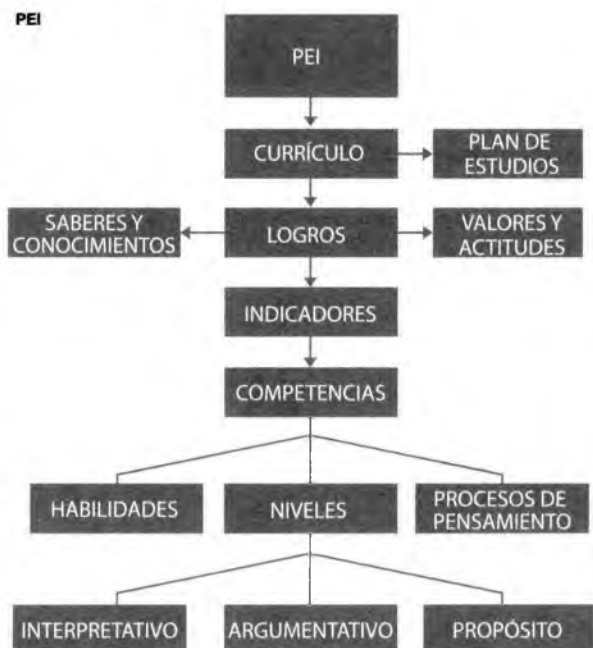 PEI
PEI
CURRÍCULO
PLAN DE
ESTUDIOS
SABERES Y
CONOCIMIENTOS
LOGROS
VALORES Y
ACTITUDES
INDICADORES
COMPETENCIAS
HABILIDADES
NIVELES
PROCESOS DE
PENSAMIENTO
INTERPRETATIVO
ARGUMENTATIVO
PROPÓSITO